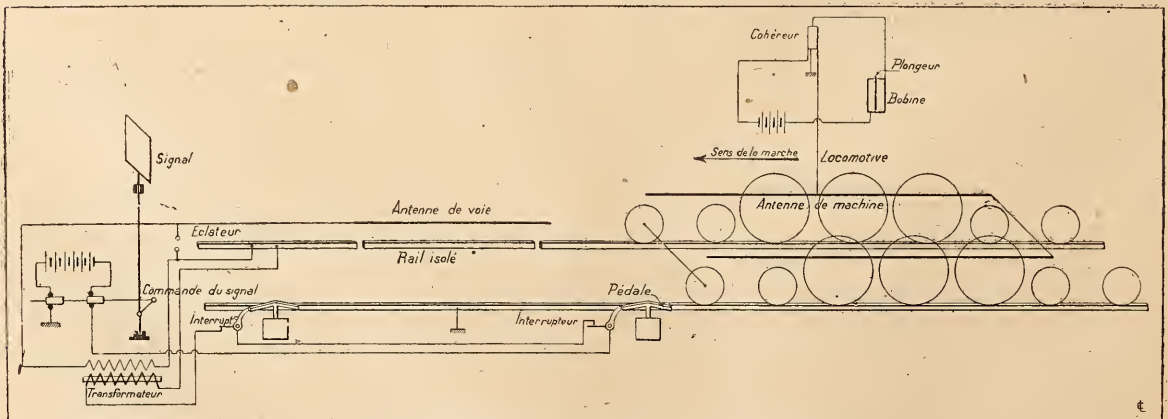 Cohéreur
Plongeur
Bobine
Signal
Sens de la marche
Locomotive
Antenne de voie
Antenne de machine
Eclateur
Rail isolé
Commande du signal
Pédale
Interrupt.r
Interrupteur
Transformateur